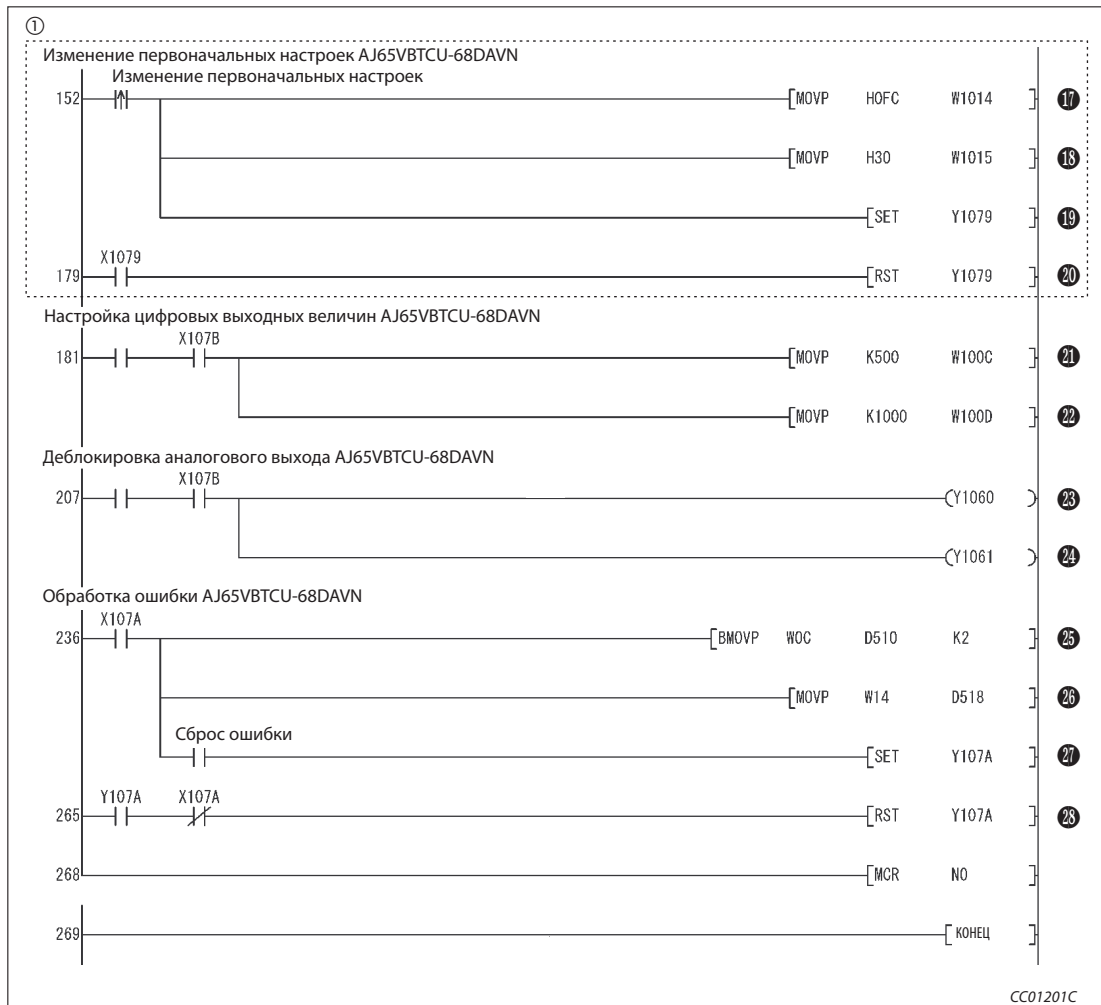 ①
Изменение первоначальных настроек AJ65VBTCU-68DAVN
Изменение первоначальных настроек
152 [MOVP H0FC W1014 ] 17
[MOVP H30 W1015 ] 18
[SET Y1079 ] 19
X1079
179 [RST Y1079 ] 20
Настройка цифровых выходных величин AJ65VBTCU-68DAVN
X107B
181 [MOVP K500 W100C ] 21
[MOVP K1000 W100D ] 22
Деблокировка аналогового выхода AJ65VBTCU-68DAVN
X107B
207 (Y1060 ) 23
(Y1061 ) 24
Обработка ошибки AJ65VBTCU-68DAVN
X107A
236 [BMOVP W0C D510 K2 ] 25
[MOVP W14 D518 ] 26
Сброс ошибки
[SET Y107A ] 27
Y107A X107A
265 [RST Y107A ] 28
268 [MCR N0 ]
269 [ КОНЕЦ ]
CC01201C